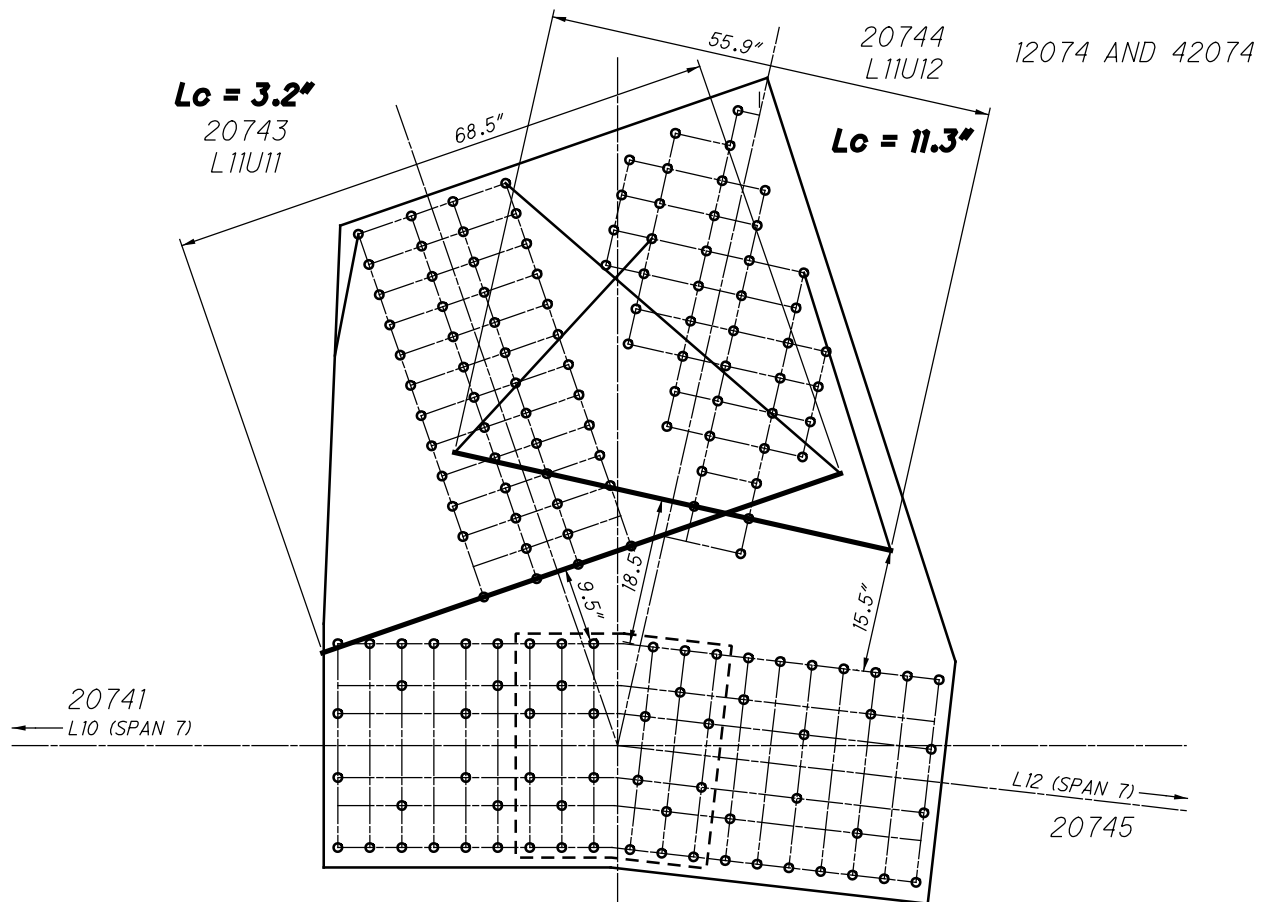 55.9"
20744
L11U12
12074 AND 42074
Lc = 3.2"
20743
L11U11
68.5"
Lc = 11.3"
9.5"
18.5"
15.5"
20741
L10 (SPAN 7)
L12 (SPAN 7)
20745